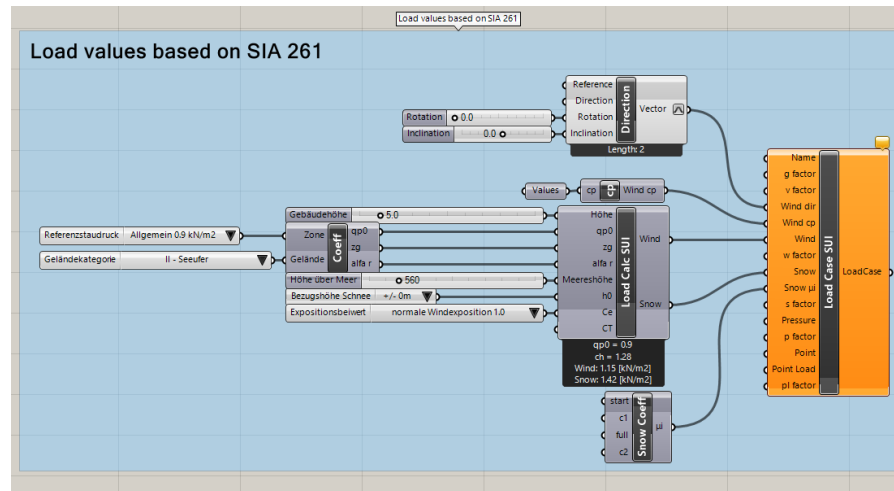 Load values based on SIA 261
Load values based on SIA 261
Reference
Direction
Rotation
Inclination
Direction
Vector
Length: 2
Rotation 0.0
Inclination 0.0
Values
cp
cp
Wind cp
Gebäudehöhe 5.0
Referenzstaudruck Allgemein 0.9 kN/m2
Geländekategorie II - Seeufer
Zone
Gelände
Coeff
qp0
zg
alfa r
Höhe über Meer 560
Bezugshöhe Schnee +/- 0m
Expositionsbeiwert normale Windexposition 1.0
Höhe
qp0
zg
alfa r
Meereshöhe
h0
Ce
CT
Load Calc SUI
Wind
Snow
qp0 = 0.9
ch = 1.28
Wind: 1.15 [kN/m2]
Snow: 1.42 [kN/m2]
start
c1
full
c2
Snow Coeff
µi
Name
g factor
v factor
Wind dir
Wind cp
Wind
w factor
Snow
Snow µi
s factor
Pressure
p factor
Point
Point Load
pl factor
Load Case SUI
LoadCase